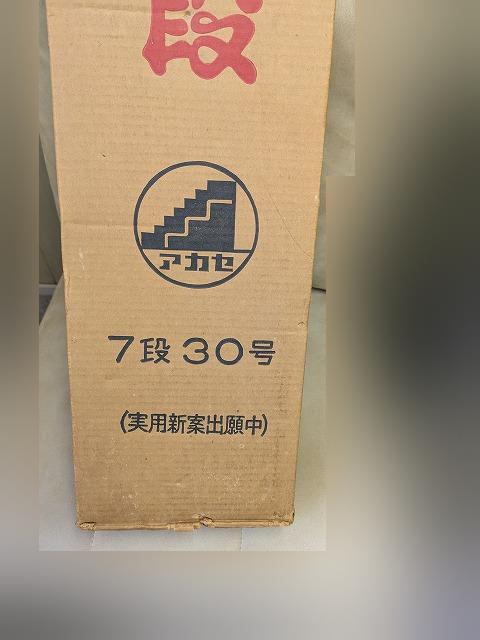 段
アカセ
7段 30号
(実用新案出願中)